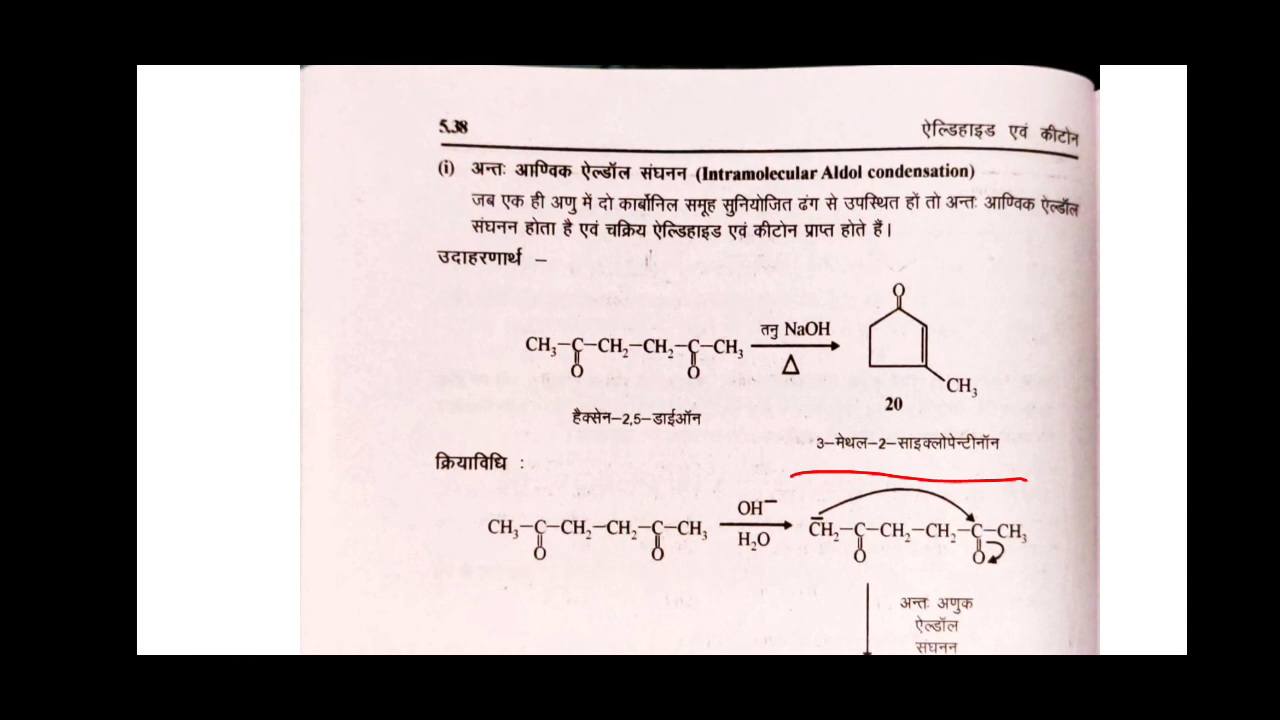 5.38 ऐल्डिहाइड एवं कीटोन
(i) अन्तः आण्विक ऐल्डॉल संघनन (Intramolecular Aldol condensation)
जब एक ही अणु में दो कार्बोनिल समूह सुनियोजित ढंग से उपस्थित हों तो अन्तः आण्विक ऐल्डॉल
संघनन होता है एवं चक्रिय ऐल्डिहाइड एवं कीटोन प्राप्त होते हैं।
उदाहरणार्थ –
O
CH₃–C–CH₂–CH₂–C–CH₃ तनु NaOH
O O Δ
CH₃
20
हैक्सेन–2,5–डाईऑन
3–मेथल–2–साइक्लोपेन्टीनॉन
क्रियाविधि :
CH₃–C–CH₂–CH₂–C–CH₃ OH⁻ C̄H₂–C–CH₂–CH₂–C–CH₃
O O H₂O O O
अन्तः अणुक
ऐल्डॉल
संघनन